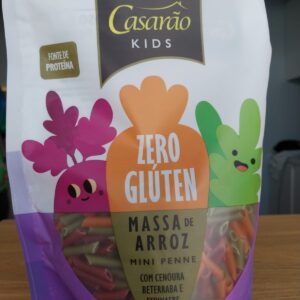 Casarão
KIDS
FONTE DE
PROTEÍNA
ZERO
GLÚTEN
MASSA DE
ARROZ
MINI PENNE
COM CENOURA
BETERRABA E